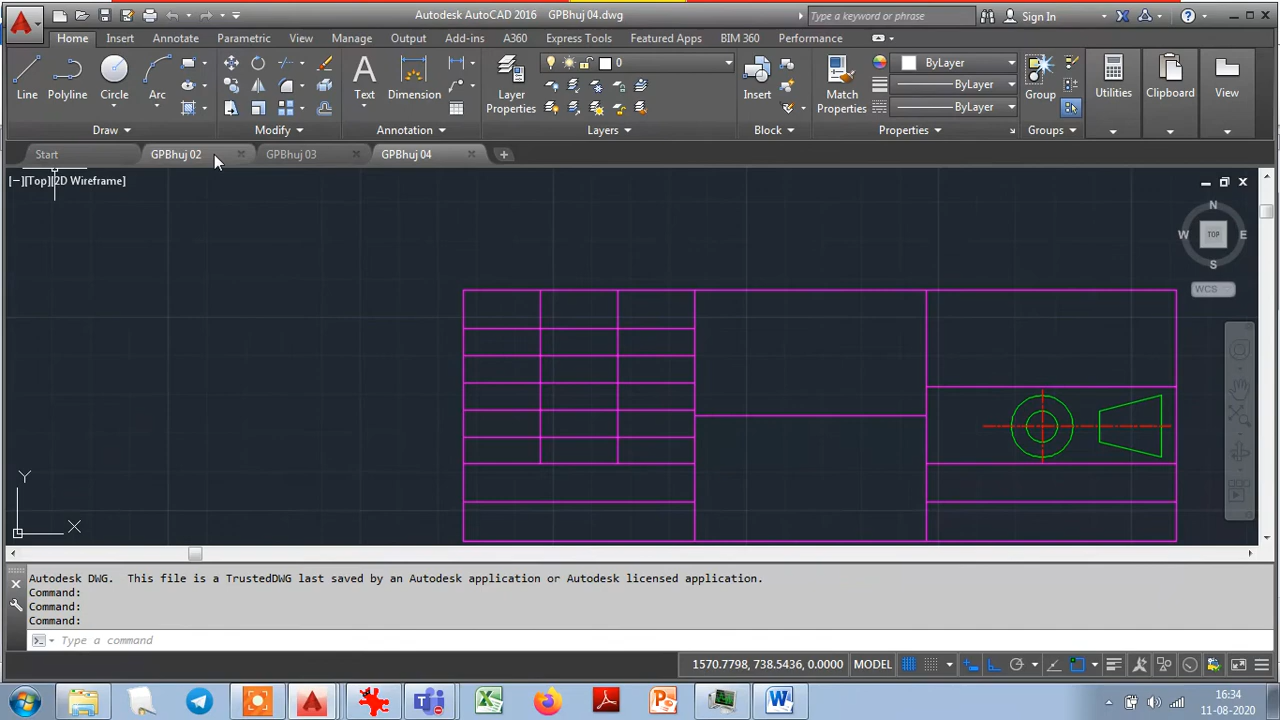 Autodesk AutoCAD 2016 GPBhuj 04.dwg
Type a keyword or phrase
Sign In
Home Insert Annotate Parametric View Manage Output Add-ins A360 Express Tools Featured Apps BIM 360 Performance
Line Polyline Circle Arc
Text Dimension
Layer Properties
0
Insert
Match Properties
ByLayer
ByLayer
ByLayer
Group
Utilities
Clipboard
View
Draw Modify Annotation Layers Block Properties Groups
Start GPBhuj 02 GPBhuj 03 GPBhuj 04
[−][Top][2D Wireframe]
N
W TOP E
S
WCS
Y
X
Autodesk DWG. This file is a TrustedDWG last saved by an Autodesk application or Autodesk licensed application.
Command:
Command:
Command:
Type a command
1570.7798, 738.5436, 0.0000 MODEL
16:34
11-08-2020